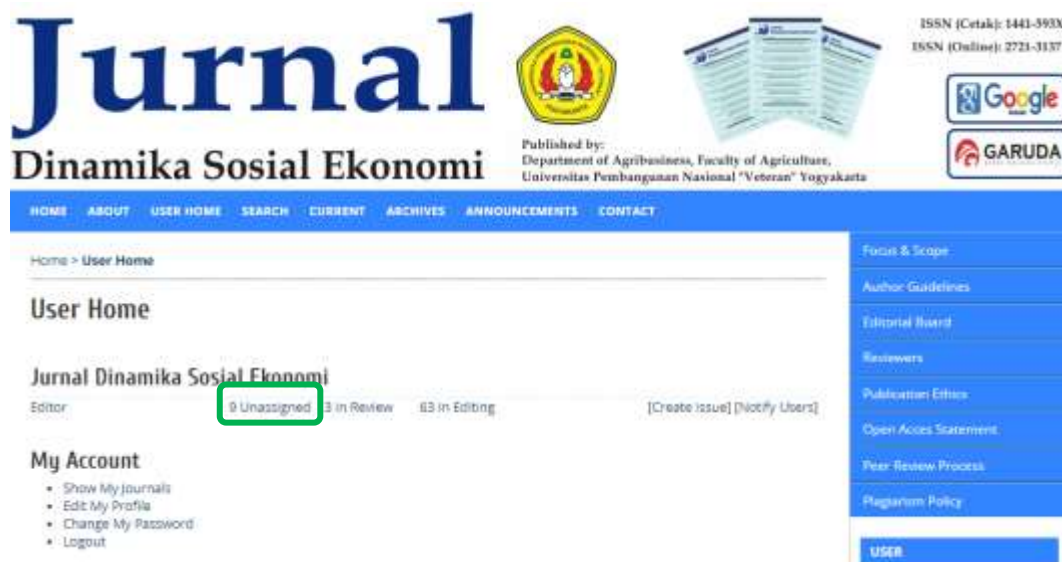 Jurnal
Dinamika Sosial Ekonomi
Published by:
Department of Agribusiness, Faculty of Agriculture,
Universitas Pembangunan Nasional "Veteran" Yogyakarta
ISSN (Cetak): 1441-593X
ISSN (Online): 2721-3137
Google
GARUDA
HOME ABOUT USER HOME SEARCH CURRENT ARCHIVES ANNOUNCEMENTS CONTACT
Home > User Home
User Home
Jurnal Dinamika Sosial Ekonomi
Editor 9 Unassigned 3 in Review 63 in Editing [Create Issue] [Notify Users]
My Account
Show My Journals
Edit My Profile
Change My Password
Logout
Focus & Scope
Author Guidelines
Editorial Board
Reviewers
Publication Ethics
Open Acces Statement
Peer Review Process
Plagiarism Policy
USER